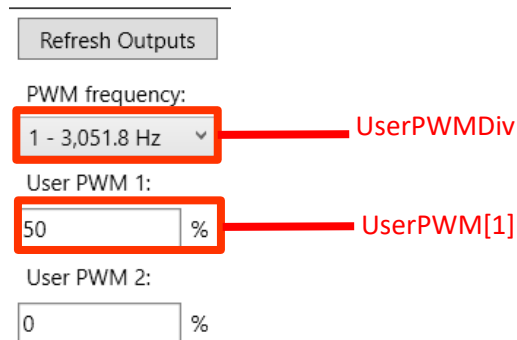 Refresh Outputs
PWM frequency:
1 - 3,051.8 Hz
UserPWMDiv
User PWM 1:
50 %
UserPWM[1]
User PWM 2:
0 %